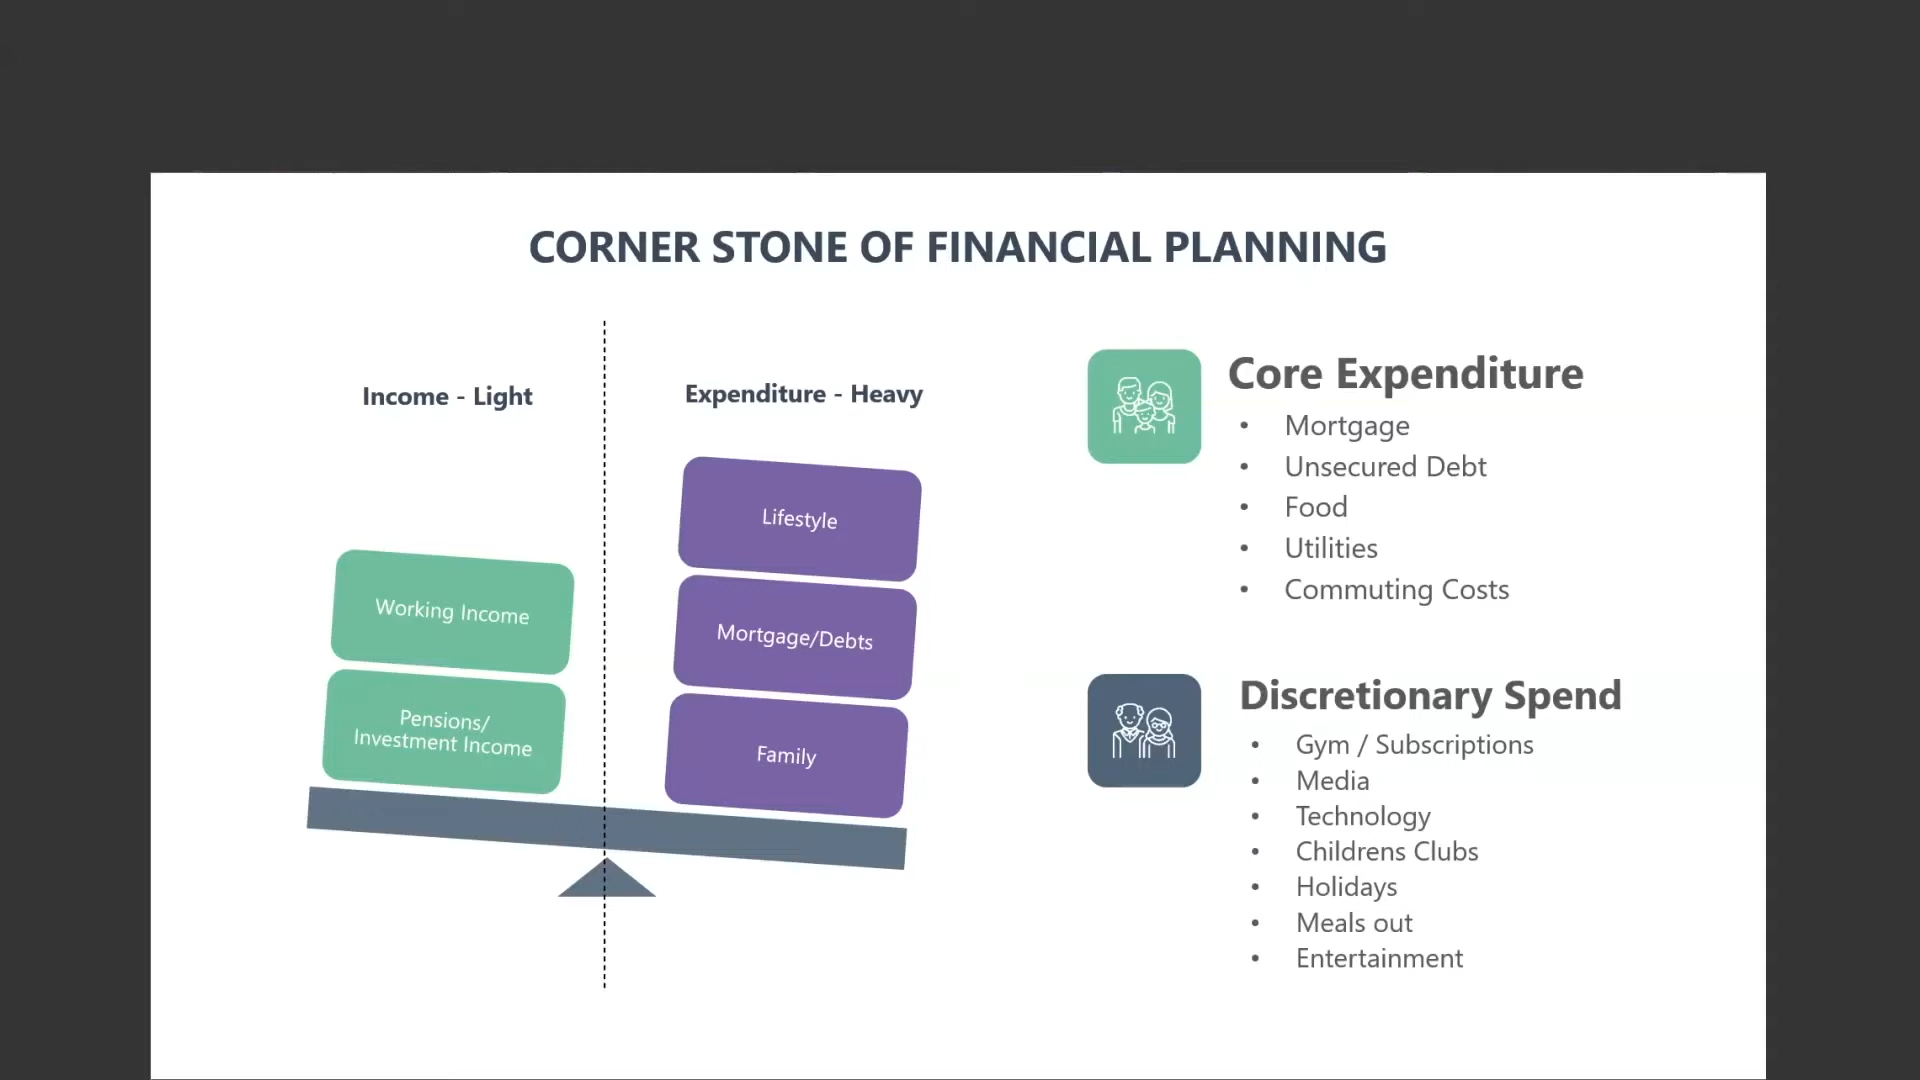 CORNER STONE OF FINANCIAL PLANNING
Income - Light
Expenditure - Heavy
Working Income
Pensions/
Investment Income
Lifestyle
Mortgage/Debts
Family
Core Expenditure
• Mortgage
• Unsecured Debt
• Food
• Utilities
• Commuting Costs
Discretionary Spend
• Gym / Subscriptions
• Media
• Technology
• Childrens Clubs
• Holidays
• Meals out
• Entertainment